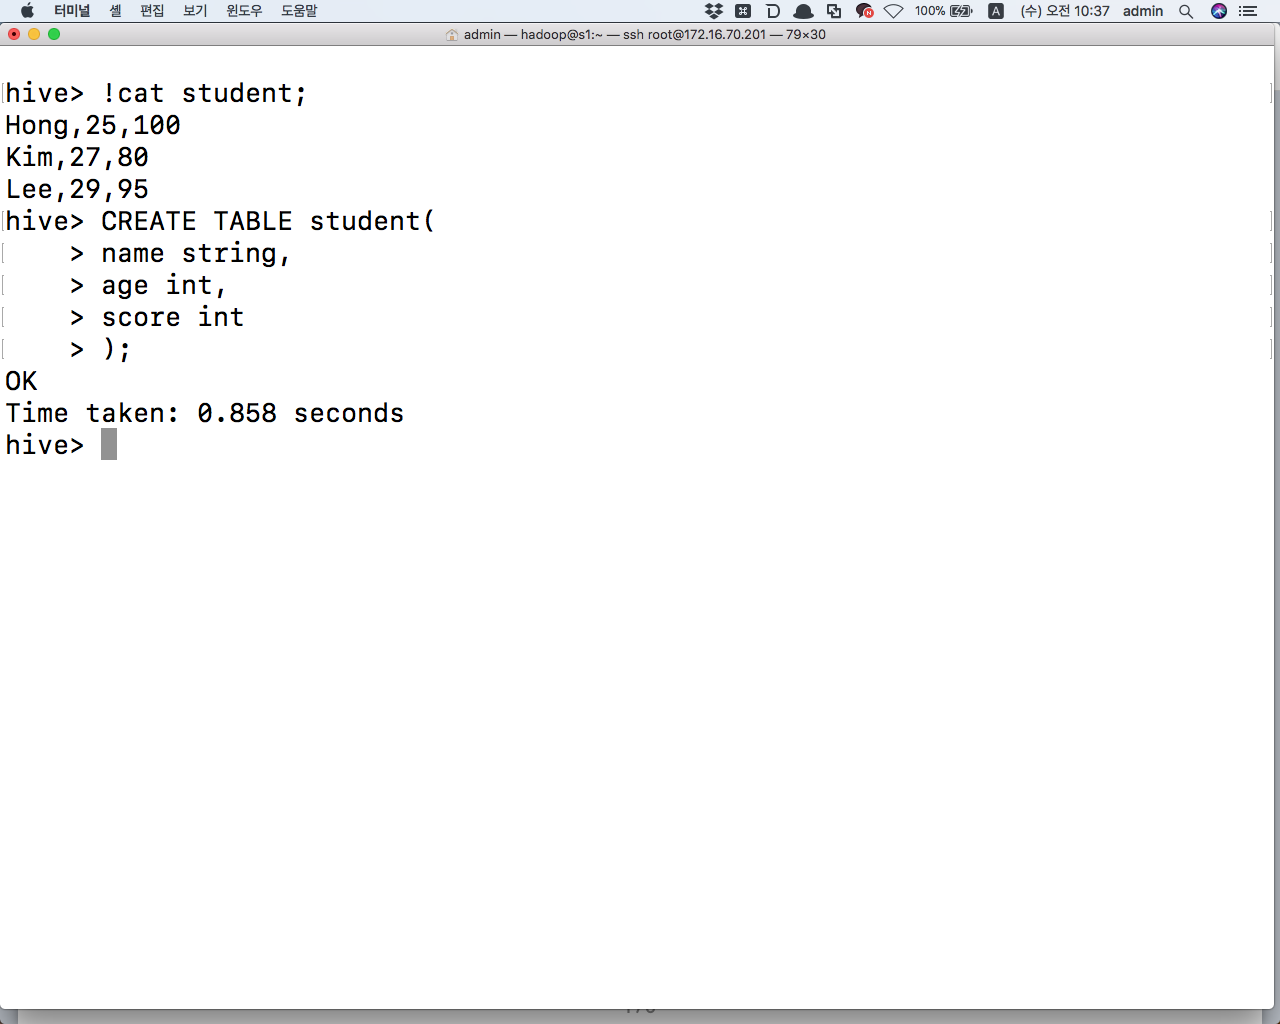 터미널 셸 편집 보기 윈도우 도움말 100% A (수) 오전 10:37 admin
admin — hadoop@s1:~ — ssh root@172.16.70.201 — 79×30
hive> !cat student;
Hong,25,100
Kim,27,80
Lee,29,95
hive> CREATE TABLE student(
> name string,
> age int,
> score int
> );
OK
Time taken: 0.858 seconds
hive>